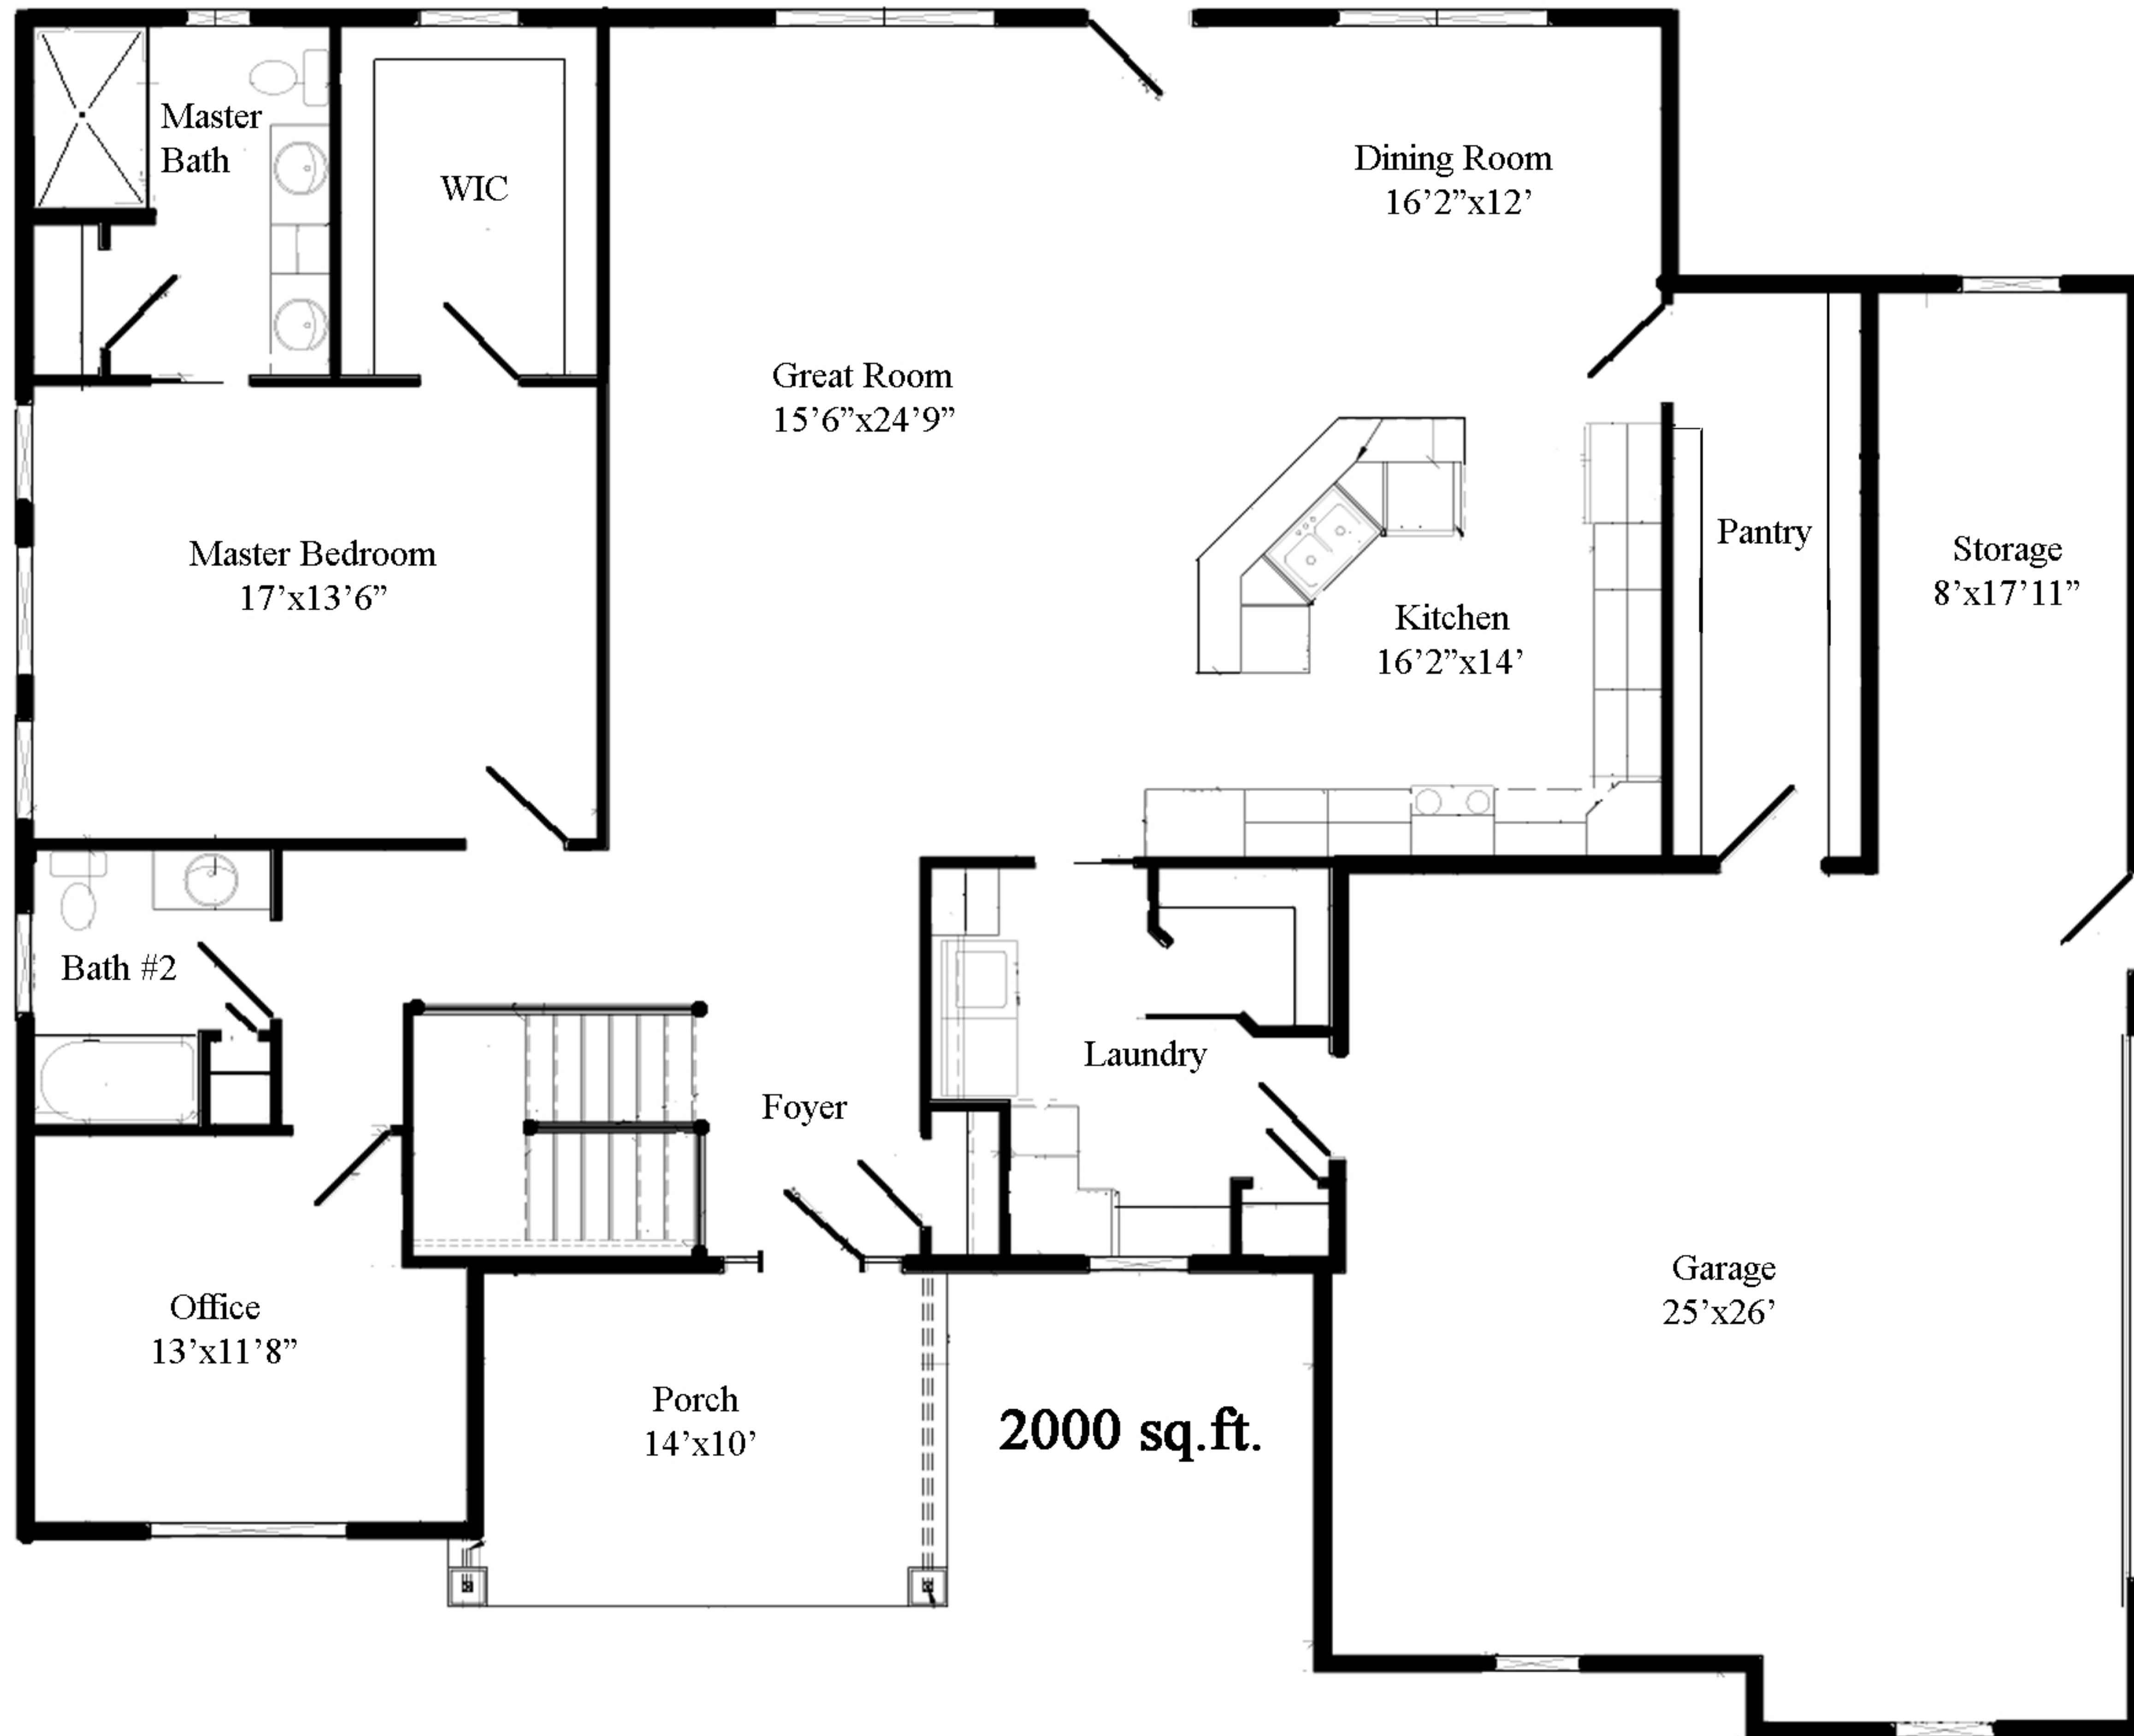 Master
Bath
WIC
Dining Room
16’2”x12’
Great Room
15’6”x24’9”
Master Bedroom
17’x13’6”
Kitchen
16’2”x14’
Pantry
Storage
8’x17’11”
Bath #2
Laundry
Foyer
Office
13’x11’8”
Porch
14’x10’
2000 sq.ft.
Garage
25’x26’